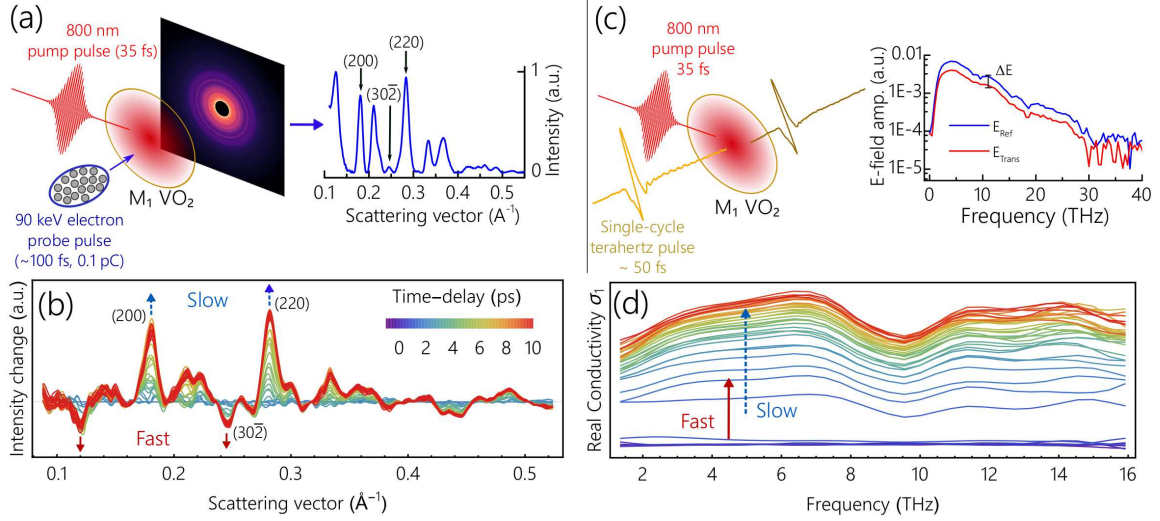 (a)
800 nm
pump pulse (35 fs)
M₁ VO₂
90 keV electron
probe pulse
(~100 fs, 0.1 pC)
(200)
(302̅)
(220)
1
0
Intensity (a.u.)
0.1 0.2 0.3 0.4 0.5
Scattering vector (A⁻¹)
(c)
800 nm
pump pulse
35 fs
M₁ VO₂
Single-cycle
terahertz pulse
~ 50 fs
E-field amp. (a.u.)
0.01
1E-3
1E-4
1E-5
ΔE
E_Ref
E_Trans
0 10 20 30 40
Frequency (THz)
(b)
Intensity change (a.u.)
(200)
Slow
(220)
Time–delay (ps)
0 2 4 6 8 10
Fast
(302̅)
0.1 0.2 0.3 0.4 0.5
Scattering vector (Å⁻¹)
(d)
Real Conductivity σ₁
Fast
Slow
2 4 6 8 10 12 14 16
Frequency (THz)